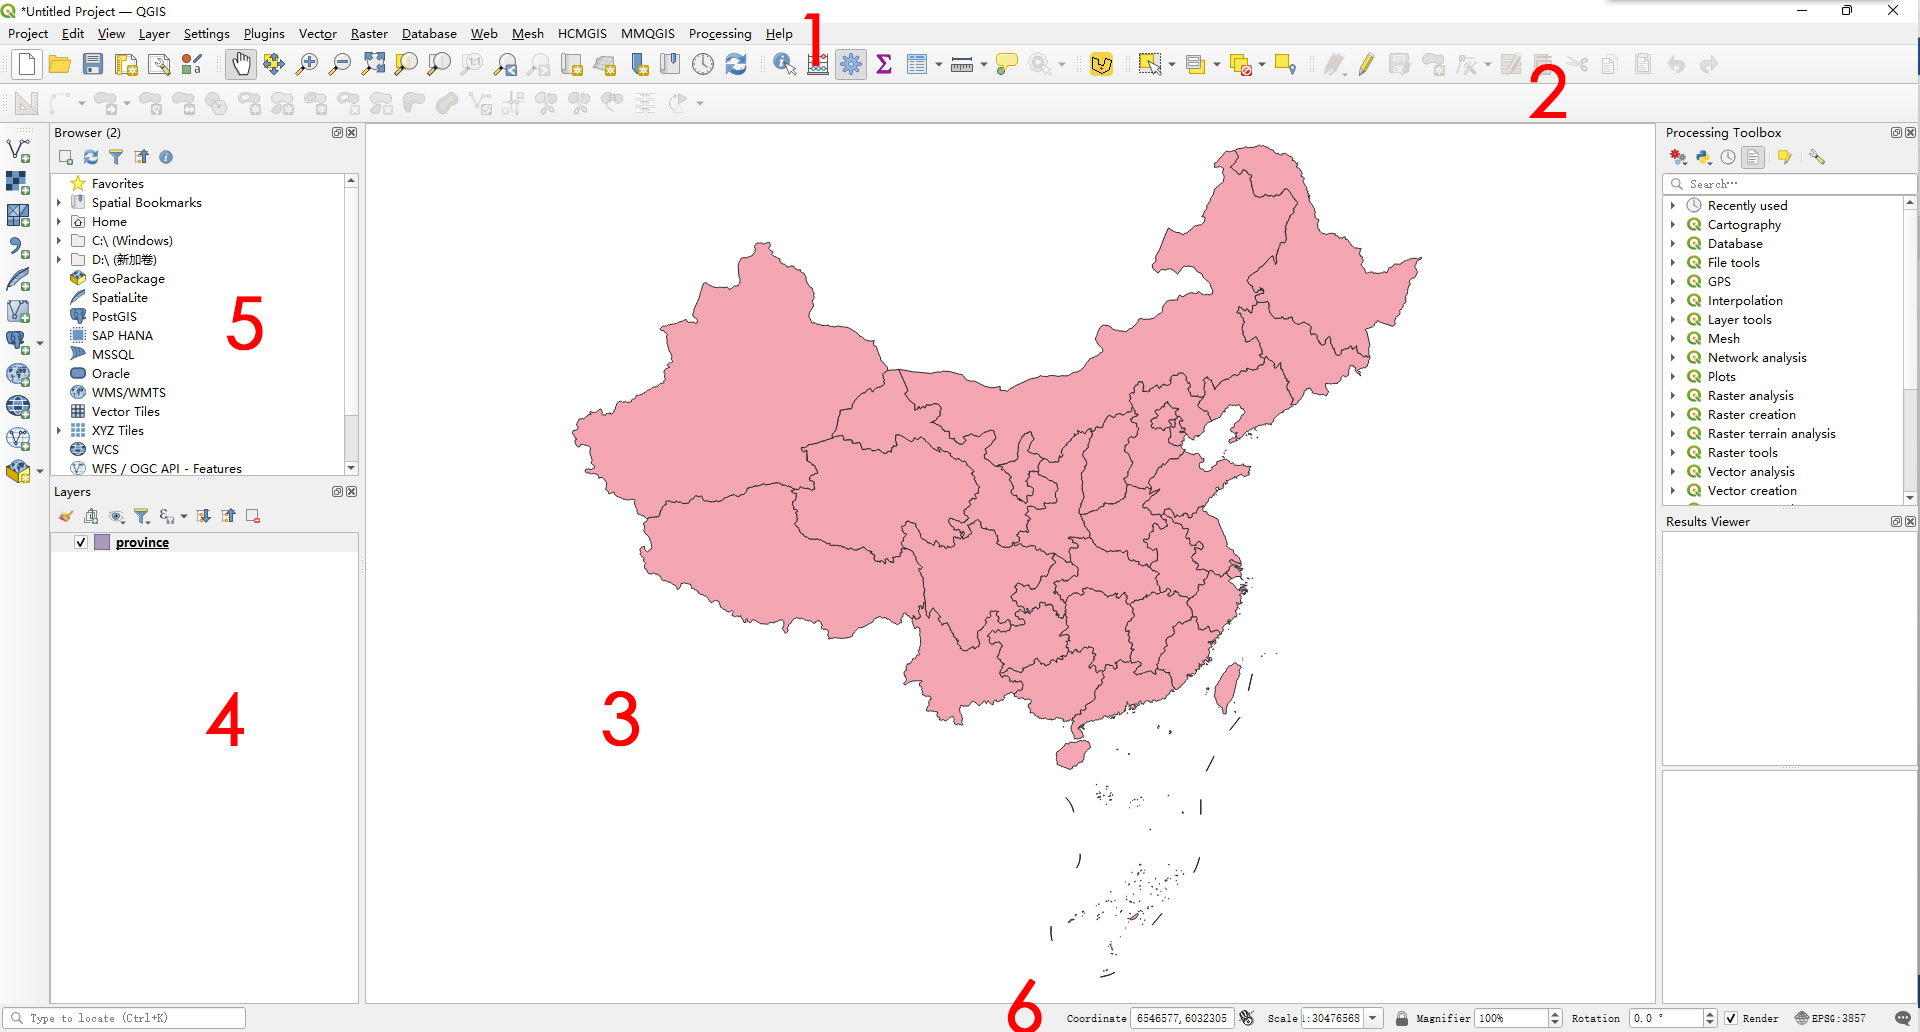 *Untitled Project — QGIS
Project Edit View Layer Settings Plugins Vector Raster Database Web Mesh HCMGIS MMQGIS Processing Help
1
2
Browser (2)
Favorites
Spatial Bookmarks
Home
C:\ (Windows)
D:\ (新加卷)
GeoPackage
SpatiaLite
PostGIS
SAP HANA
MSSQL
Oracle
WMS/WMTS
Vector Tiles
XYZ Tiles
WCS
WFS / OGC API - Features
5
Layers
province
4
3
Processing Toolbox
Search…
Recently used
Cartography
Database
File tools
GPS
Interpolation
Layer tools
Mesh
Network analysis
Plots
Raster analysis
Raster creation
Raster terrain analysis
Raster tools
Vector analysis
Vector creation
Results Viewer
6
Type to locate (Ctrl+K) Coordinate 6546577,6032305 Scale 1:30476568 Magnifier 100% Rotation 0.0 ° Render EPSG:3857